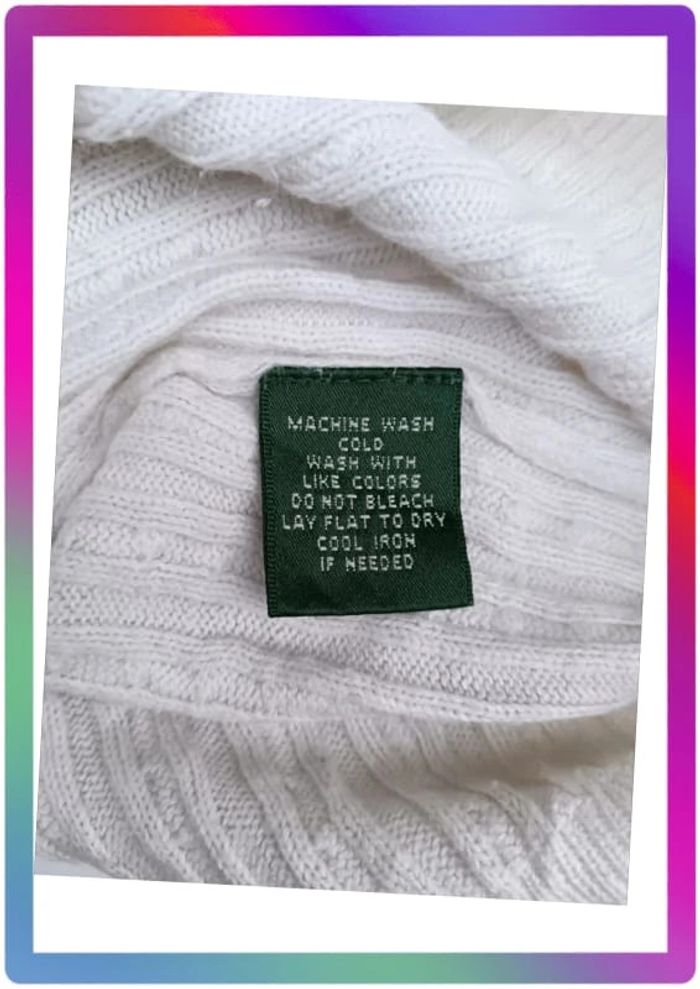 MACHINE WASH
COLD
WASH WITH
LIKE COLORS
DO NOT BLEACH
LAY FLAT TO DRY
COOL IRON
IF NEEDED